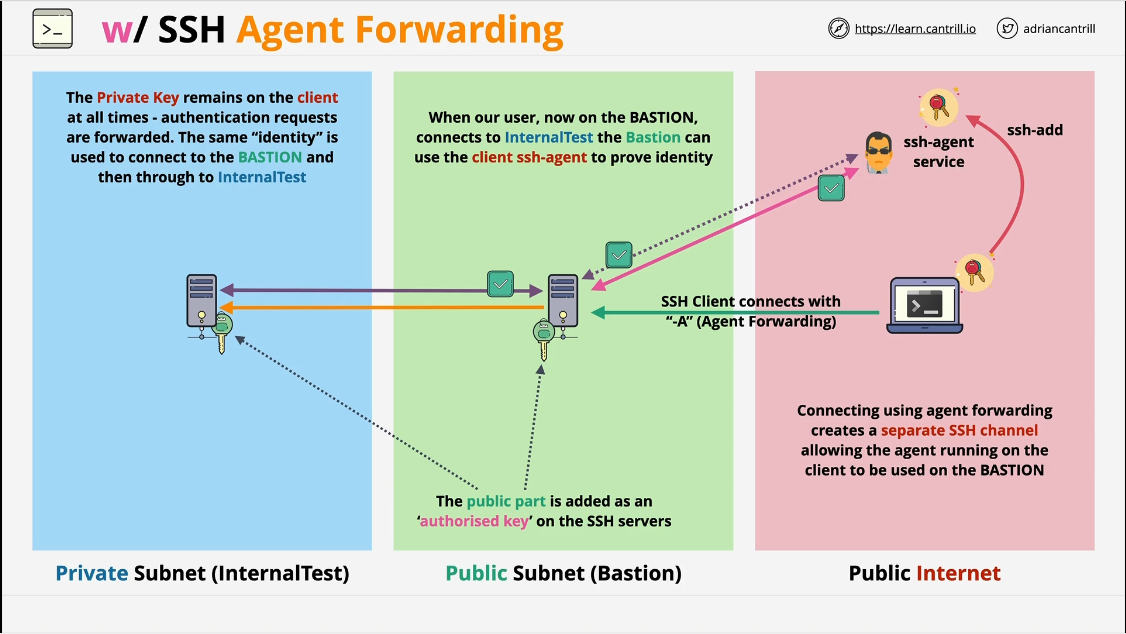 w/ SSH Agent Forwarding
https://learn.cantrill.io
adriancantrill
The Private Key remains on the client
at all times - authentication requests
are forwarded. The same “identity” is
used to connect to the BASTION and
then through to InternalTest
When our user, now on the BASTION,
connects to InternalTest the Bastion can
use the client ssh-agent to prove identity
ssh-agent
service
ssh-add
SSH Client connects with
“-A” (Agent Forwarding)
Connecting using agent forwarding
creates a separate SSH channel
allowing the agent running on the
client to be used on the BASTION
The public part is added as an
‘authorised key’ on the SSH servers
Private Subnet (InternalTest)
Public Subnet (Bastion)
Public Internet